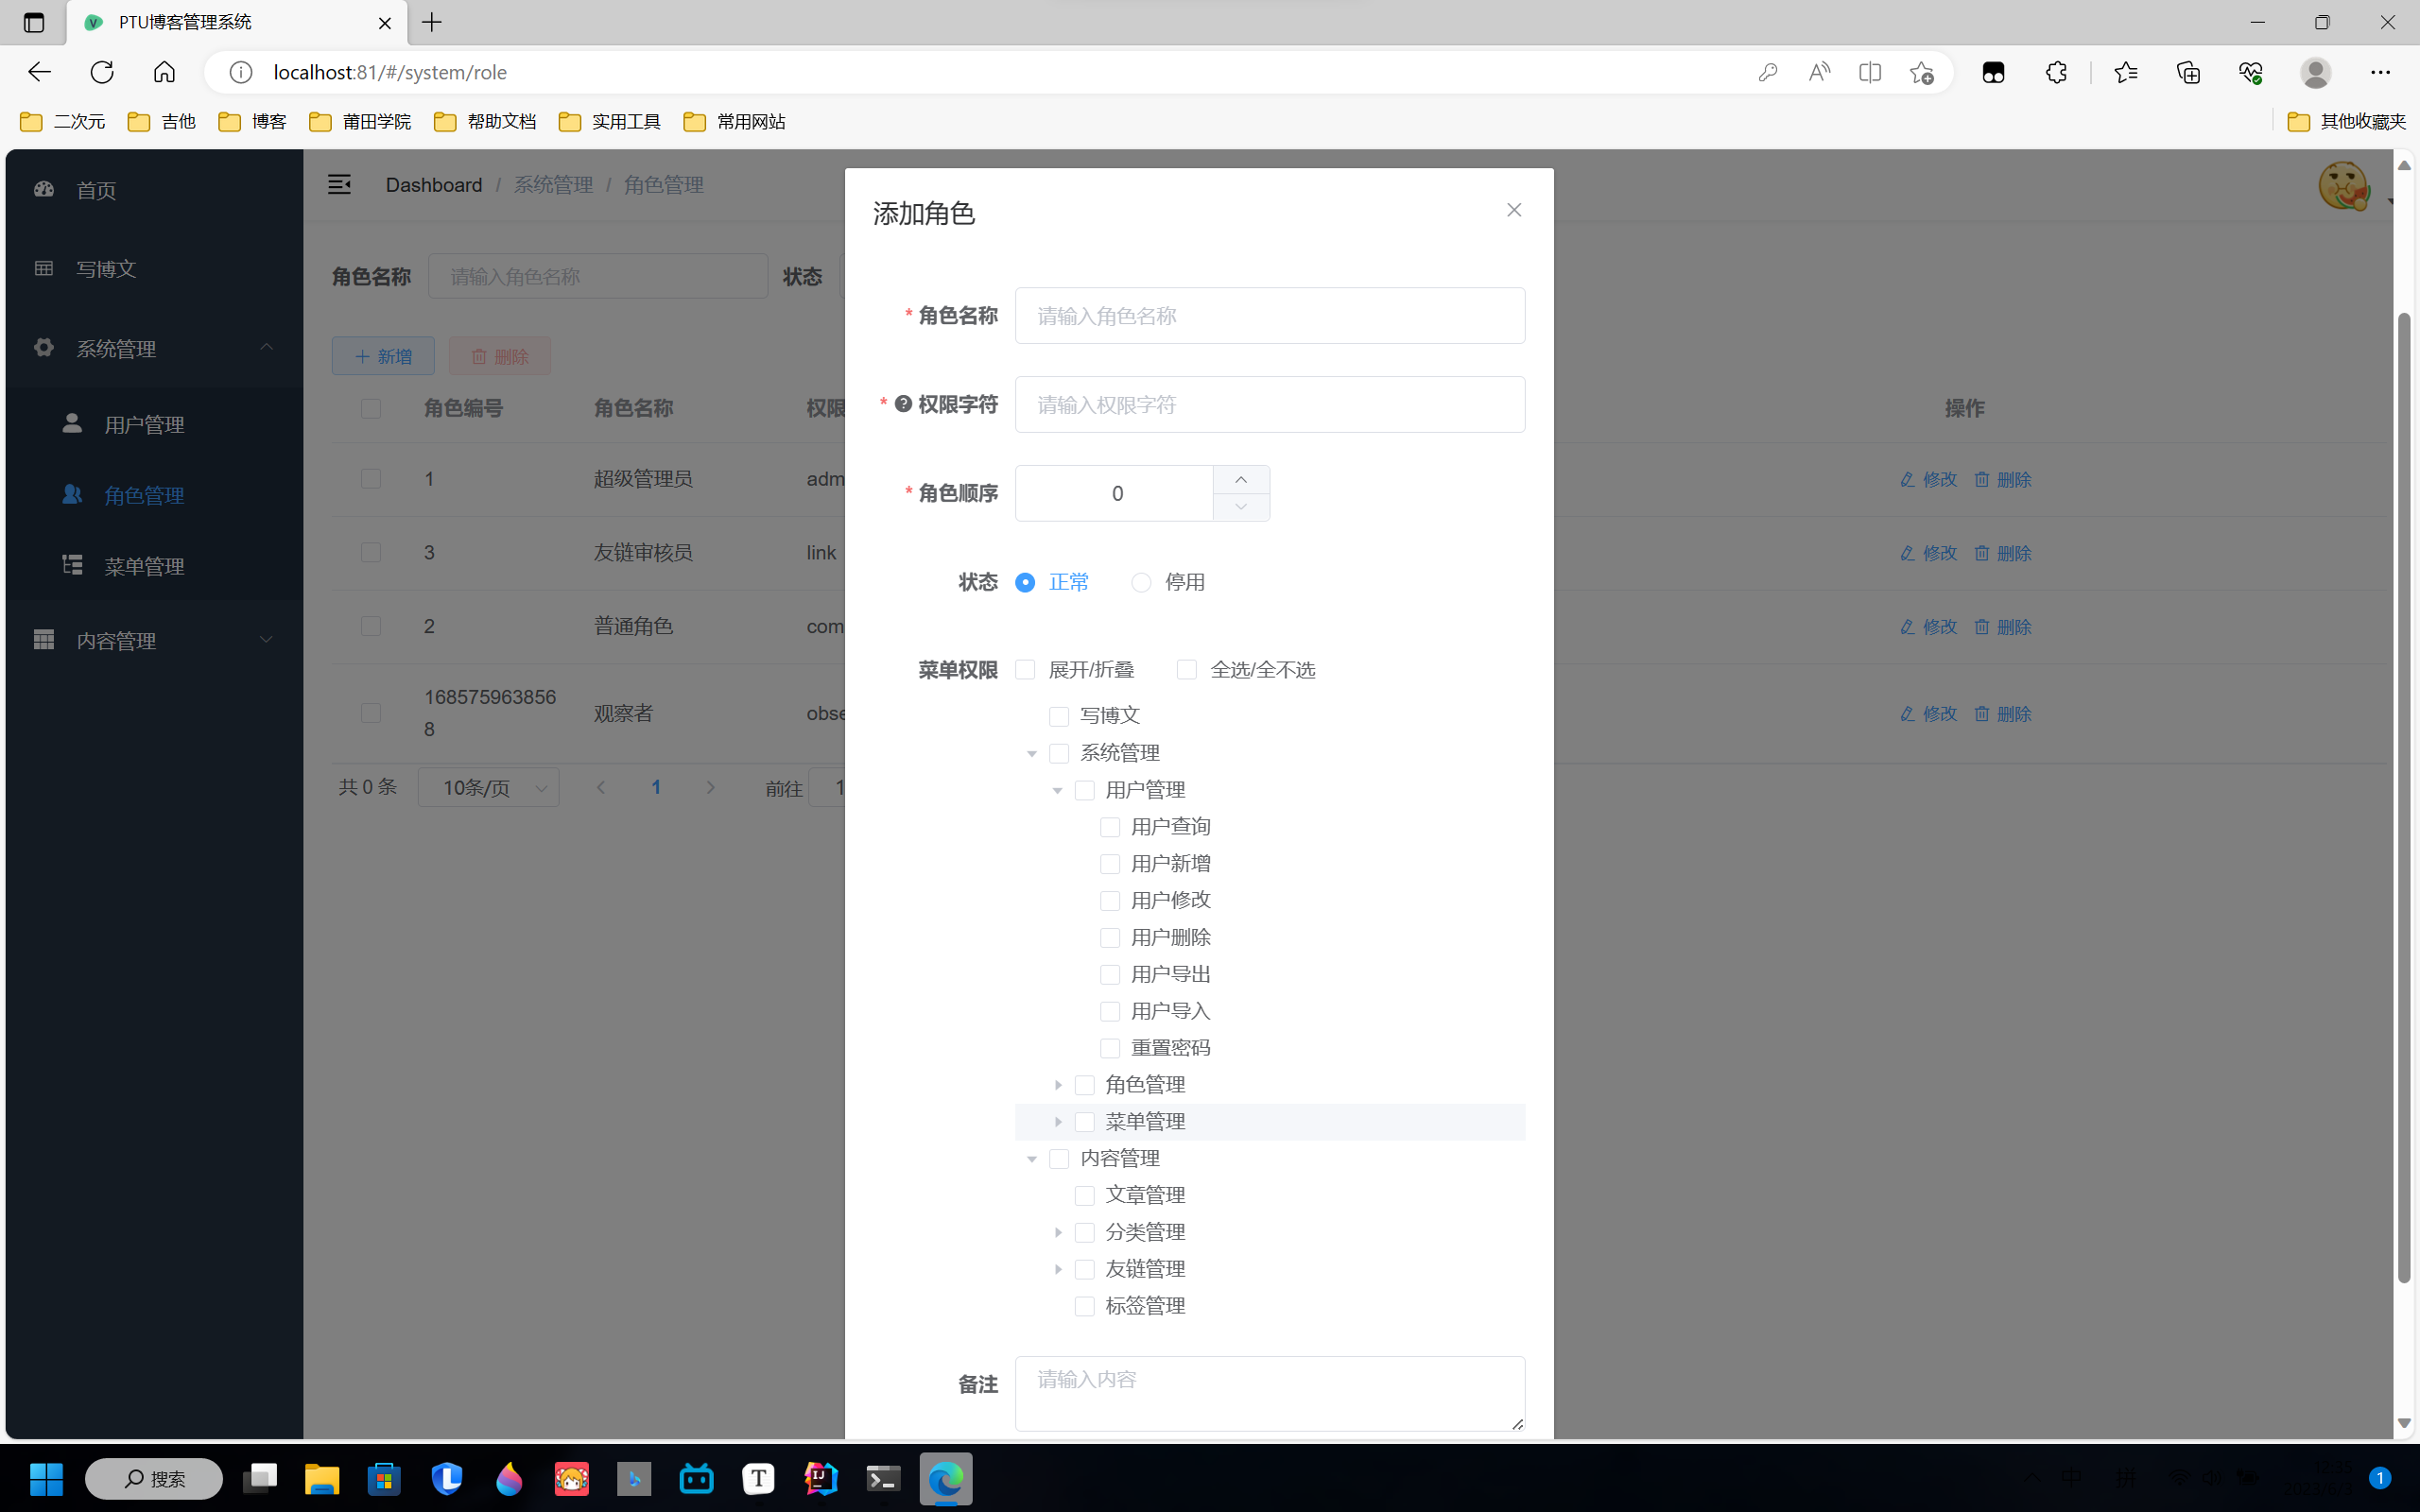 PTU博客管理系统
localhost:81/#/system/role
二次元 吉他 博客 莆田学院 帮助文档 实用工具 常用网站 其他收藏夹
首页
写博文
系统管理
用户管理
角色管理
菜单管理
内容管理
Dashboard / 系统管理 / 角色管理
角色名称 请输入角色名称 状态
新增 删除
角色编号 角色名称 权限 操作
1 超级管理员 adm 修改 删除
3 友链审核员 link 修改 删除
2 普通角色 com 修改 删除
168575963856
8 观察者 obse 修改 删除
共 0 条 10条/页 1 前往 1
添加角色
* 角色名称 请输入角色名称
* 权限字符 请输入权限字符
* 角色顺序 0
状态 正常 停用
菜单权限 展开/折叠 全选/全不选
写博文
系统管理
用户管理
用户查询
用户新增
用户修改
用户删除
用户导出
用户导入
重置密码
角色管理
菜单管理
内容管理
文章管理
分类管理
友链管理
标签管理
备注 请输入内容
搜索
1